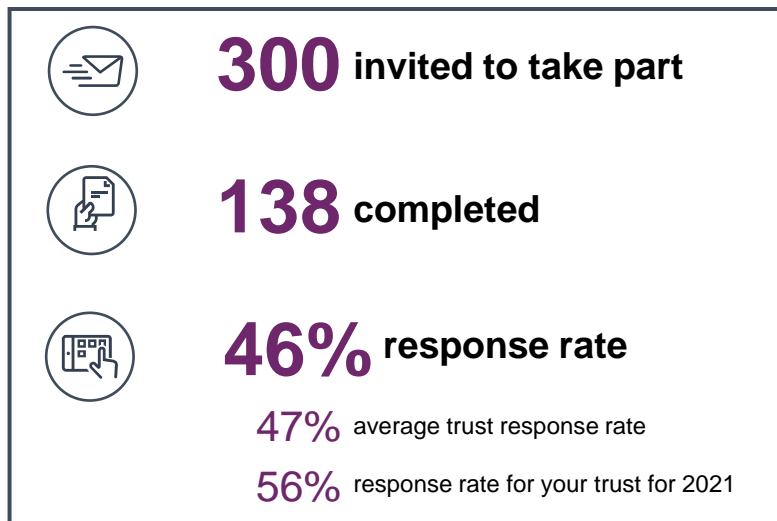 300 invited to take part
138 completed
46% response rate
47% average trust response rate
56% response rate for your trust for 2021